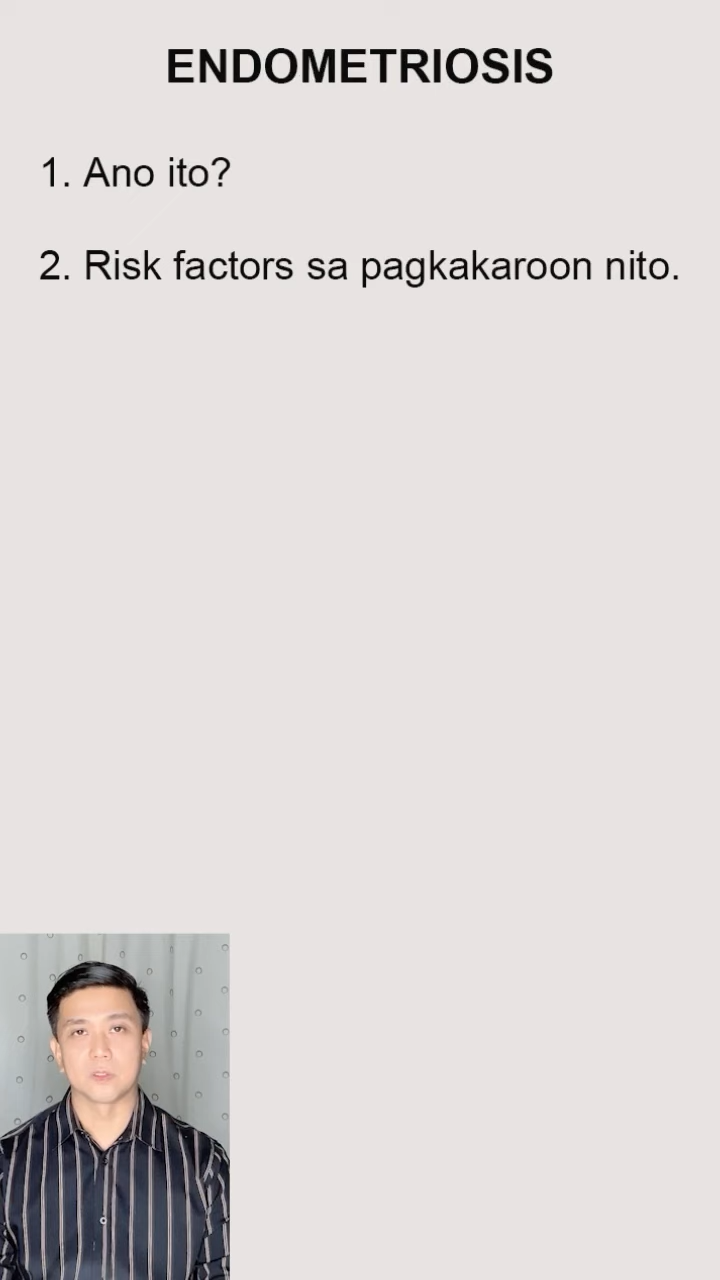 ENDOMETRIOSIS
1. Ano ito?
2. Risk factors sa pagkakaroon nito.